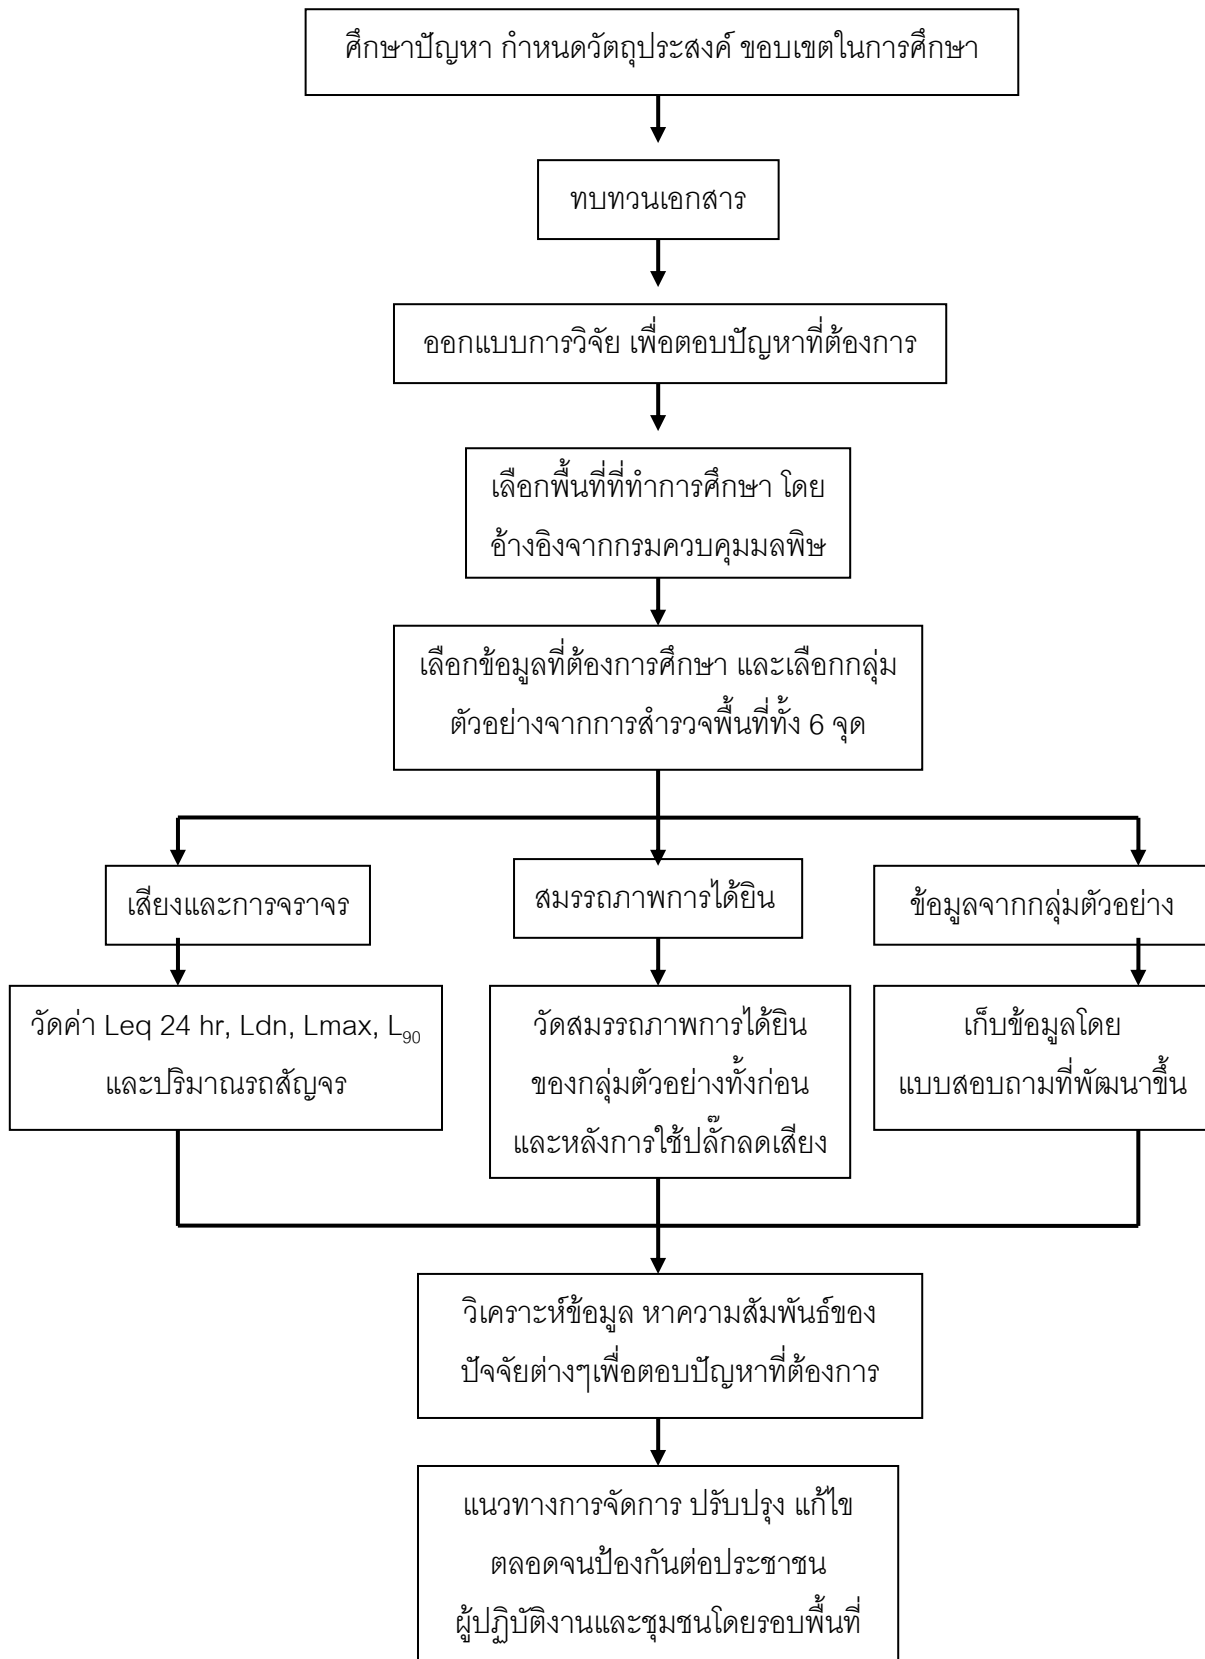 ศึกษาปัญหา กำหนดวัตถุประสงค์ ขอบเขตในการศึกษา
ทบทวนเอกสาร
ออกแบบการวิจัย เพื่อตอบปัญหาที่ต้องการ
เลือกพื้นที่ที่ทำการศึกษา โดย
อ้างอิงจากกรมควบคุมมลพิษ
เลือกข้อมูลที่ต้องการศึกษา และเลือกกลุ่ม
ตัวอย่างจากการสำรวจพื้นที่ทั้ง 6 จุด
เสียงและการจราจร
สมรรถภาพการได้ยิน
ข้อมูลจากกลุ่มตัวอย่าง
วัดค่า Leq 24 hr, Ldn, Lmax, L90
และปริมาณรถสัญจร
วัดสมรรถภาพการได้ยิน
ของกลุ่มตัวอย่างทั้งก่อน
และหลังการใช้ปลั๊กลดเสียง
เก็บข้อมูลโดย
แบบสอบถามที่พัฒนาขึ้น
วิเคราะห์ข้อมูล หาความสัมพันธ์ของ
ปัจจัยต่างๆเพื่อตอบปัญหาที่ต้องการ
แนวทางการจัดการ ปรับปรุง แก้ไข
ตลอดจนป้องกันต่อประชาชน
ผู้ปฏิบัติงานและชุมชนโดยรอบพื้นที่